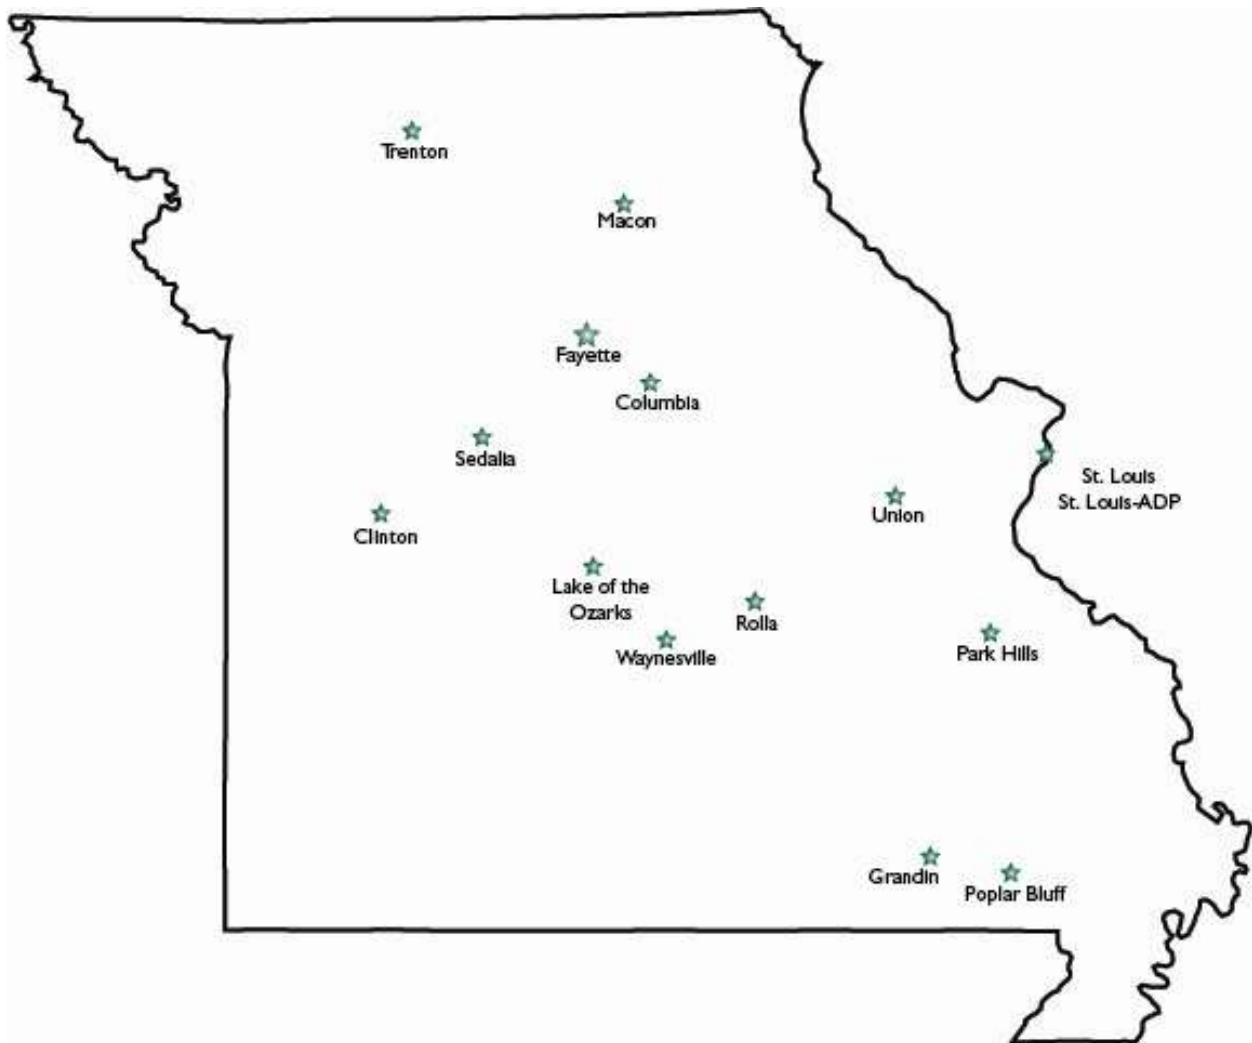 Trenton
Macon
Fayette
Columbia
Sedalia
St. Louis
St. Louis-ADP
Union
Clinton
Lake of the
Ozarks
Rolla
Waynesville
Park Hills
Grandin
Poplar Bluff